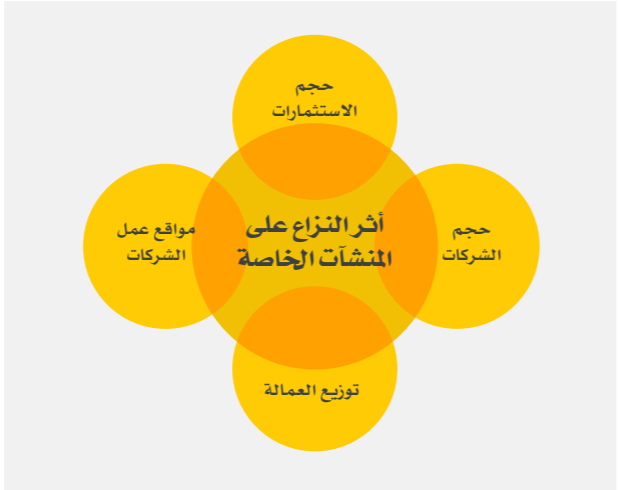 حجم
الاستثمارات
أثر النزاع على
المنشآت الخاصة
حجم
الشركات
مواقع عمل
الشركات
توزيع العمالة